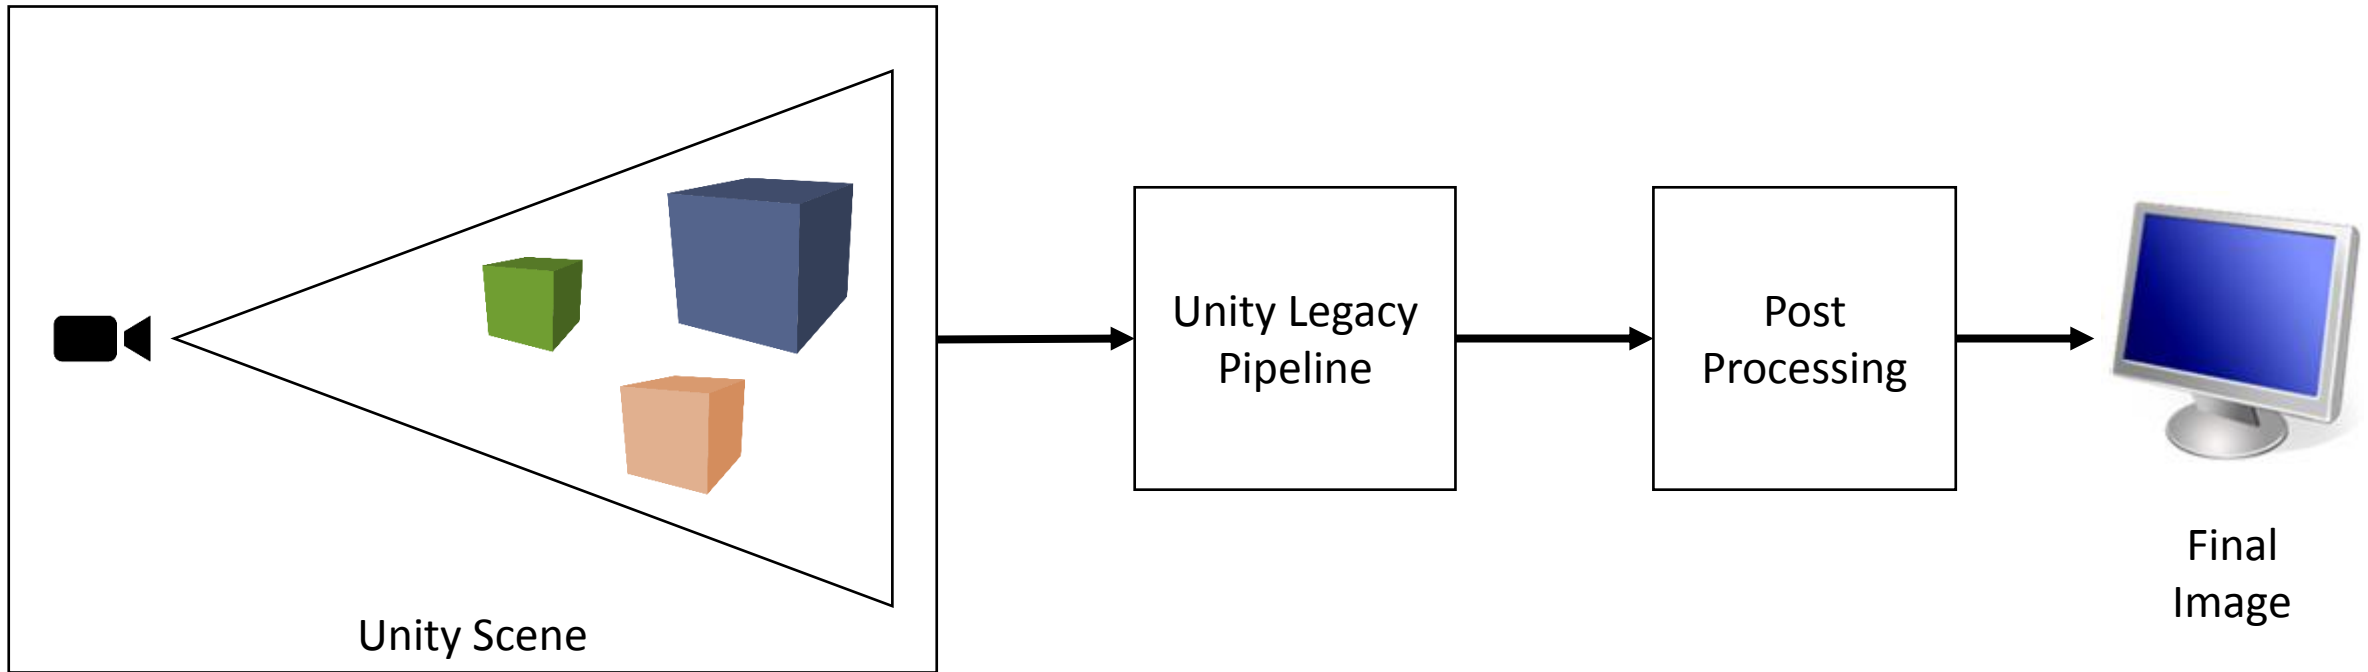 Unity Scene
Unity Legacy
Pipeline
Post
Processing
Final
Image